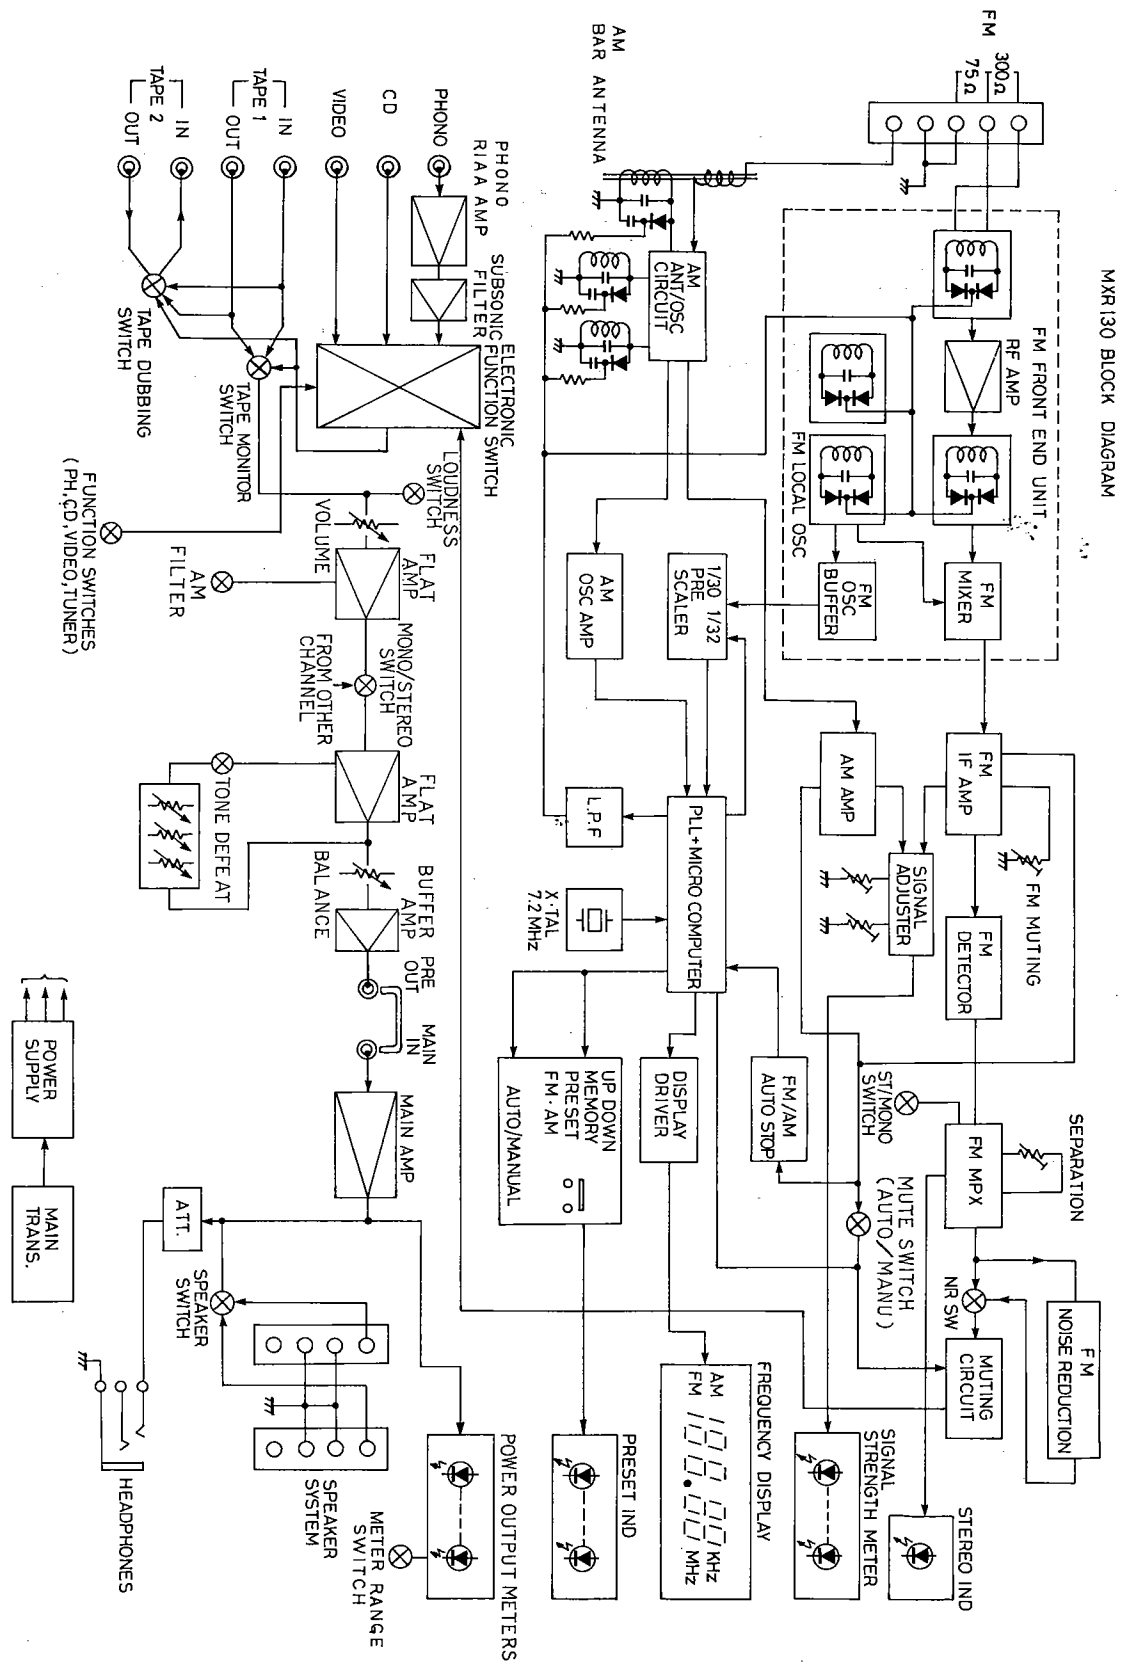 MXR130 BLOCK DIAGRAM
FM
300Ω
75Ω
AM
BAR ANTENNA
FM FRONT END UNIT
RF AMP
FM
MIXER
FM LOCAL OSC
FM
OSC
BUFFER
AM
ANT/OSC
CIRCUIT
1/30 1/32
PRE
SCALER
AM
OSC AMP
FM
IF AMP
FM MUTING
FM
DETECTOR
AM AMP
SIGNAL
ADJUSTER
SEPARATION
FM MPX
ST/MONO
SWITCH
FM
NOISE REDUCTION
NR SW
MUTING
CIRCUIT
MUTE SWITCH
(AUTO/MANU.)
FM/AM
AUTO STOP
STEREO IND
SIGNAL
STRENGTH METER
PLL+MICRO COMPUTER
L.P.F
X·TAL
7.2MHz
DISPLAY
DRIVER
FREQUENCY DISPLAY
AM
FM
188.88
KHz
MHz
UP DOWN
MEMORY
PRESET
FM·AM
AUTO/MANUAL
PRESET IND
PHONO
CD
VIDEO
IN
TAPE 1
OUT
IN
TAPE 2
OUT
PHONO
RIAA AMP
SUBSONIC
FILTER
ELECTRONIC
FUNCTION SWITCH
TAPE DUBBING
SWITCH
TAPE MONITOR
SWITCH
FUNCTION SWITCHES
(PH,CD,VIDEO,TUNER)
LOUDNESS
SWITCH
VOLUME
FLAT
AMP
AM
FILTER
MONO/STEREO
SWITCH
FROM OTHER
CHANNEL
FLAT
AMP
TONE DEFEAT
BUFFER
AMP
BALANCE
PRE
OUT
MAIN
IN
MAIN AMP
POWER
SUPPLY
MAIN
TRANS.
ATT.
SPEAKER
SWITCH
SPEAKER
SYSTEM
HEADPHONES
POWER OUTPUT METERS
METER RANGE
SWITCH